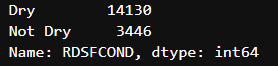 Dry 14130
Not Dry 3446
Name: RDSFCOND, dtype: int64